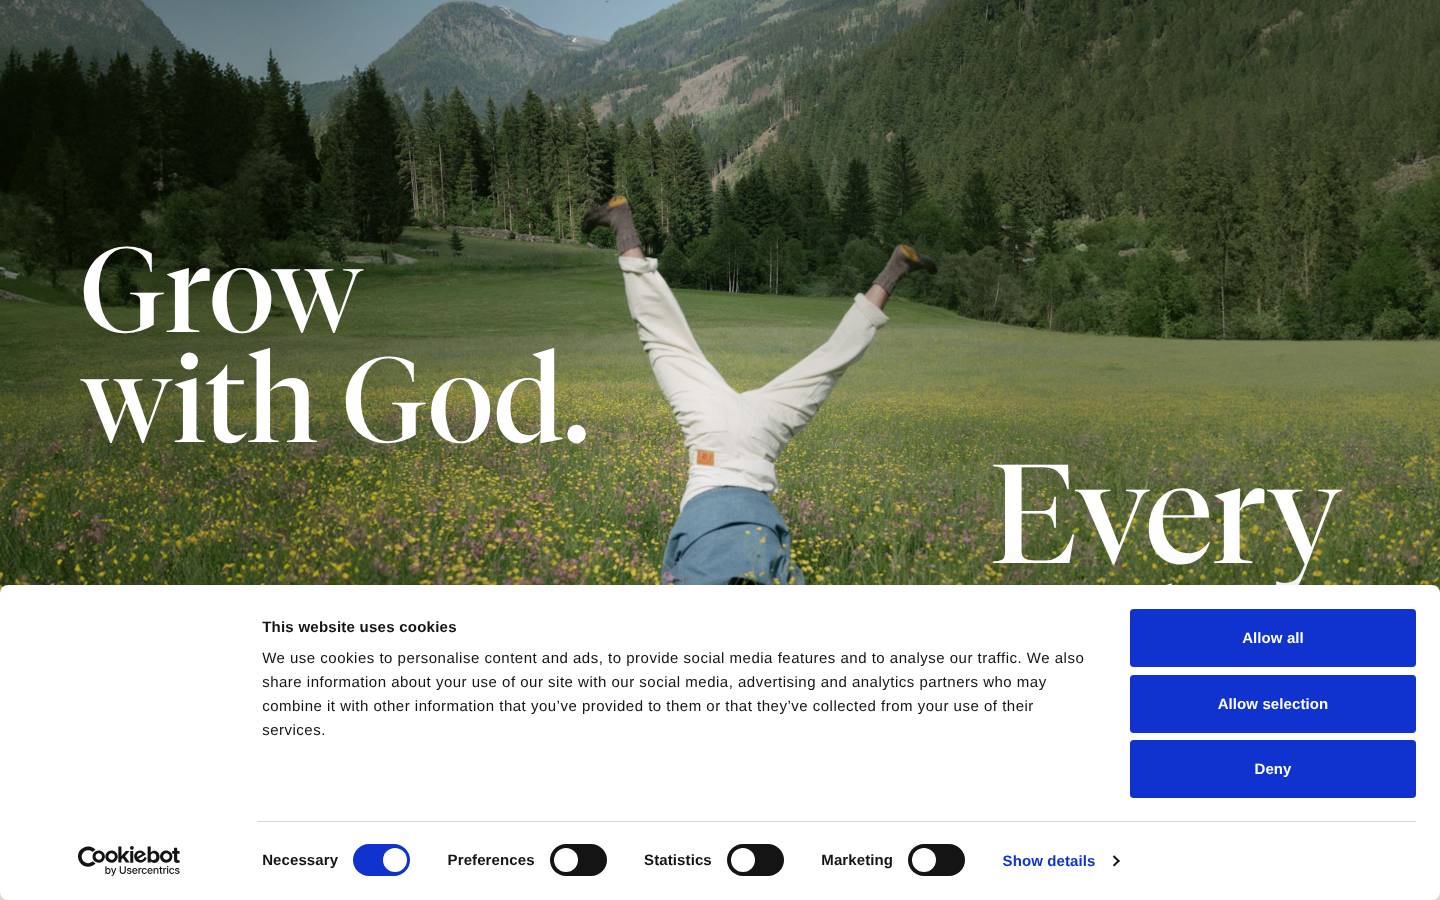 Grow
with God.
Every
This website uses cookies
We use cookies to personalise content and ads, to provide social media features and to analyse our traffic. We also
share information about your use of our site with our social media, advertising and analytics partners who may
combine it with other information that you’ve provided to them or that they’ve collected from your use of their
services.
Allow all
Allow selection
Deny
Cookiebot
by Usercentrics
Necessary
Preferences
Statistics
Marketing
Show details